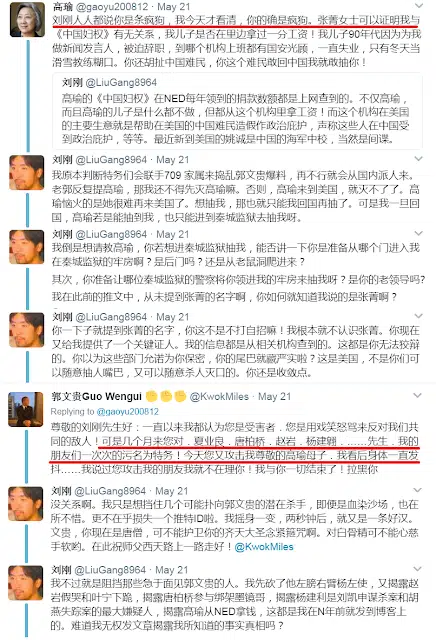 高瑜 @gaoyu200812 · May 21
刘刚人人都说你是条疯狗，我今天才看清，你的确是疯狗。张菁女士可以证明我与
《中国妇权》有无关系，我儿子是否在里边拿过一分工资！我儿子90年代因为为我
做新闻发言人，被迫辞职，到哪个机构上班都有国安光顾，一直失业，只有冬天当
滑雪教练糊口。你还胡扯中国难民，你这个难民敢回中国我就敢抽你！
刘刚 @LiuGang8964
高瑜的《中国妇权》在NED每年领到的捐款数额都是上网查到的。不仅高瑜，
而且高瑜的儿子是什么都不做，但都从这个机构里拿工资！而这个机构在美国
的主要生意就是帮助在美国的中国难民造假作政治庇护，声称这些人在中国受
到政治庇护，等等。最近新到美国的姚诚是中国的海军中校，当然是间谍。
刘刚 @LiuGang8964 · May 21
我原本判断特务们会联手709 家属来捣乱郭文贵爆料，再不行就会从国内派人来。
老郭反复提高瑜，那我还不得先灭高瑜嘛。否则，高瑜来到美国，就灭不了了。高
瑜恼火的是她很难再来美国了。想抽我，那也就只能我回国再抽了。可是我一旦回
国，高瑜若是能抽到我，也只能进到秦城监狱去抽我呀。
刘刚 @LiuGang8964 · May 21
我倒是想请教高瑜，你若想进秦城监狱抽我，能否讲一下你是准备从哪个门进入我
在秦城的牢房啊？是后门吗？还是从老鼠洞爬进来？
其次，你准备让哪位秦城监狱的警察将你领进我的牢房来抽我呀？是你的老领导吗？
我在此前的推文中，从未提到张菁的名字啊，你如何就知道我说的是张菁啊？
刘刚 @LiuGang8964 · May 21
你一下子就提到张菁的名字，你这不是不打自招嘛！我根本就不认识张菁。你现在
又给我提供了一个关键证人。我的信息都是从相关机构查到的。这都是你无法狡辩
的。你以为这些部门允诺为你保密，你的尾巴就藏严实啦？这是美国，不是你们可
以随意抽人嘴巴，又可以随意杀人灭口的。你还是收敛点。
郭文贵Guo Wengui @KwokMiles · May 21
Replying to @gaoyu200812
尊敬的刘刚先生好：一直以来我都认为您是受害者．您是用戏笑怒骂来反对我们共
同的敌人！可是几个月来您对．夏业良．唐柏桥．赵岩．杨建翱．……先生．我的
朋友们一次次的污名为特务！今天您又攻击我尊敬的高瑜母子．我看后身体一直发
抖……我说过您攻击我的朋友我就不在理你！我与你一切结束了！拉黑你
刘刚 @LiuGang8964 · May 21
没关系啊。我只是想挡住几个可能扑向郭文贵的潜在杀手，即便是血染沙场，也在
所不惜。更不在乎损失一个推特ID啦。我摇身一变，两秒钟后，就又是一条好汉。
文贵，你现在是唐僧，可不能护卫你的齐天大圣念紧箍咒啊。对白骨精可不能心慈
手软哟。在此祝师父西天路上一路走好！@KwokMiles
刘刚 @LiuGang8964 · May 21
我不过就是阻挡那些急于面见郭文贵的人。我先砍了他左膀右臂杨左使，又揭露赵
岩假哭和叶宁下跪，揭露唐柏桥参与绑架墨镜哥，揭露杨建利是刘凯申谋杀案和胡
燕失踪案的最大嫌疑人，揭露高瑜从NED拿钱，这都是我在N年前就发到博客上
的。难道我无权发文章揭露我所知道的事实真相吗？